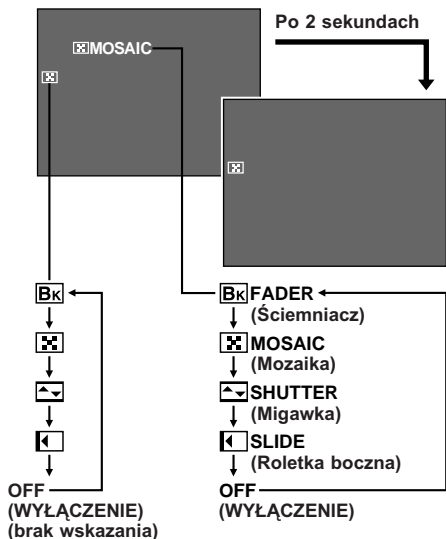 Po 2 sekundach
MOSAIC
BK
BK FADER
(Ściemniacz)
MOSAIC
(Mozaika)
SHUTTER
(Migawka)
SLIDE
(Roletka boczna)
OFF
(WYŁĄCZENIE)
(brak wskazania)
OFF
(WYŁĄCZENIE)